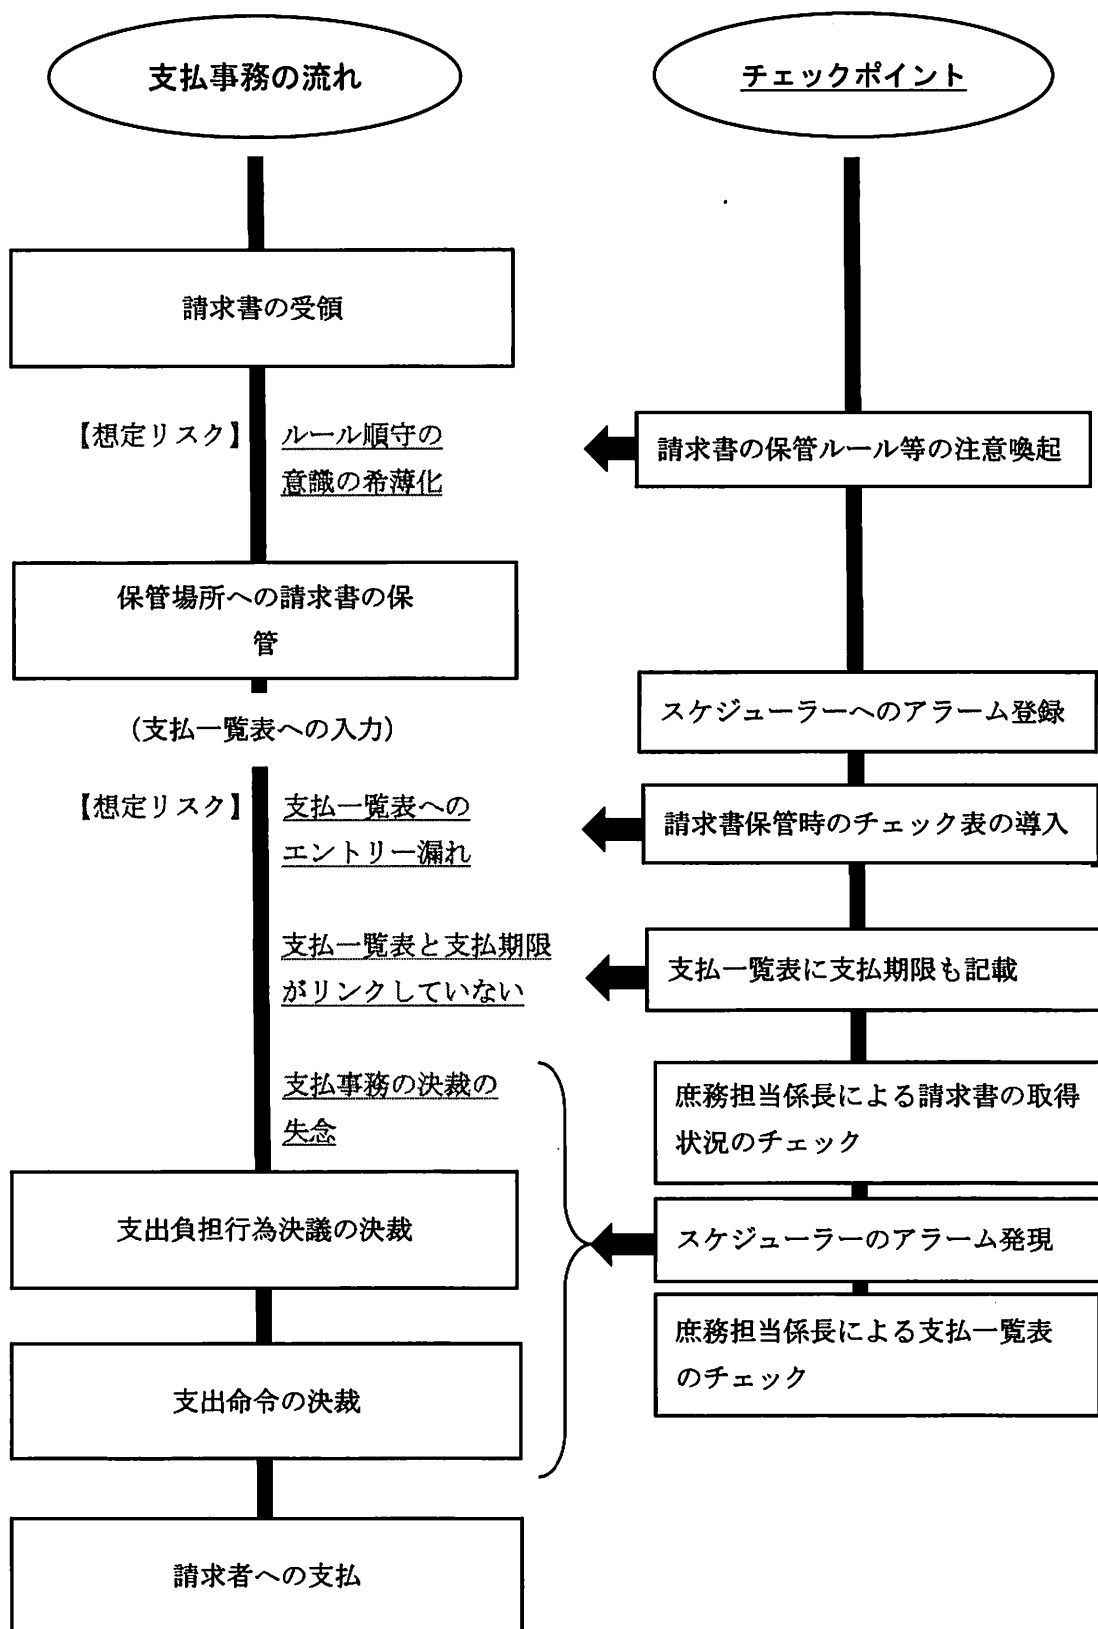 支払事務の流れ
チェックポイント
請求書の受領
【想定リスク】
ルール順守の
意識の希薄化
請求書の保管ルール等の注意喚起
保管場所への請求書の保
管
(支払一覧表への入力)
スケジューラーへのアラーム登録
【想定リスク】
支払一覧表への
エントリー漏れ
請求書保管時のチェック表の導入
支払一覧表と支払期限
がリンクしていない
支払一覧表に支払期限も記載
支払事務の決裁の
失念
庶務担当係長による請求書の取得
状況のチェック
支出負担行為決議の決裁
スケジューラーのアラーム発現
庶務担当係長による支払一覧表
のチェック
支出命令の決裁
請求者への支払